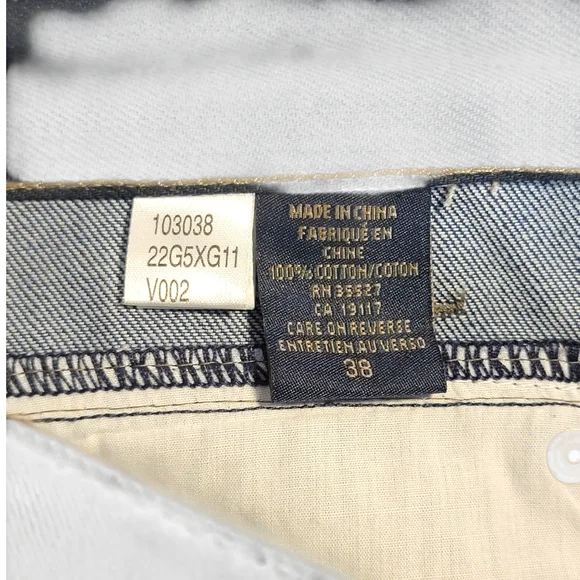 103038
22G5XG11
V002
MADE IN CHINA
FABRIQUÉ EN
CHINE
100% COTTON/COTON
RN 35527
CA 19117
CARE ON REVERSE
ENTRETIEN AU VERSO
38